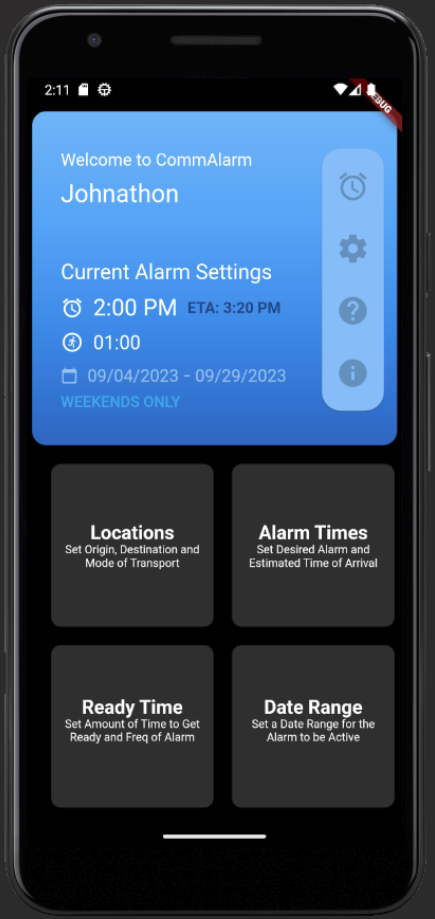 2:11
DEBUG
Welcome to CommAlarm
Johnathon
Current Alarm Settings
2:00 PM ETA: 3:20 PM
01:00
09/04/2023 - 09/29/2023
WEEKENDS ONLY
Locations
Set Origin, Destination and
Mode of Transport
Alarm Times
Set Desired Alarm and
Estimated Time of Arrival
Ready Time
Set Amount of Time to Get
Ready and Freq of Alarm
Date Range
Set a Date Range for the
Alarm to be Active